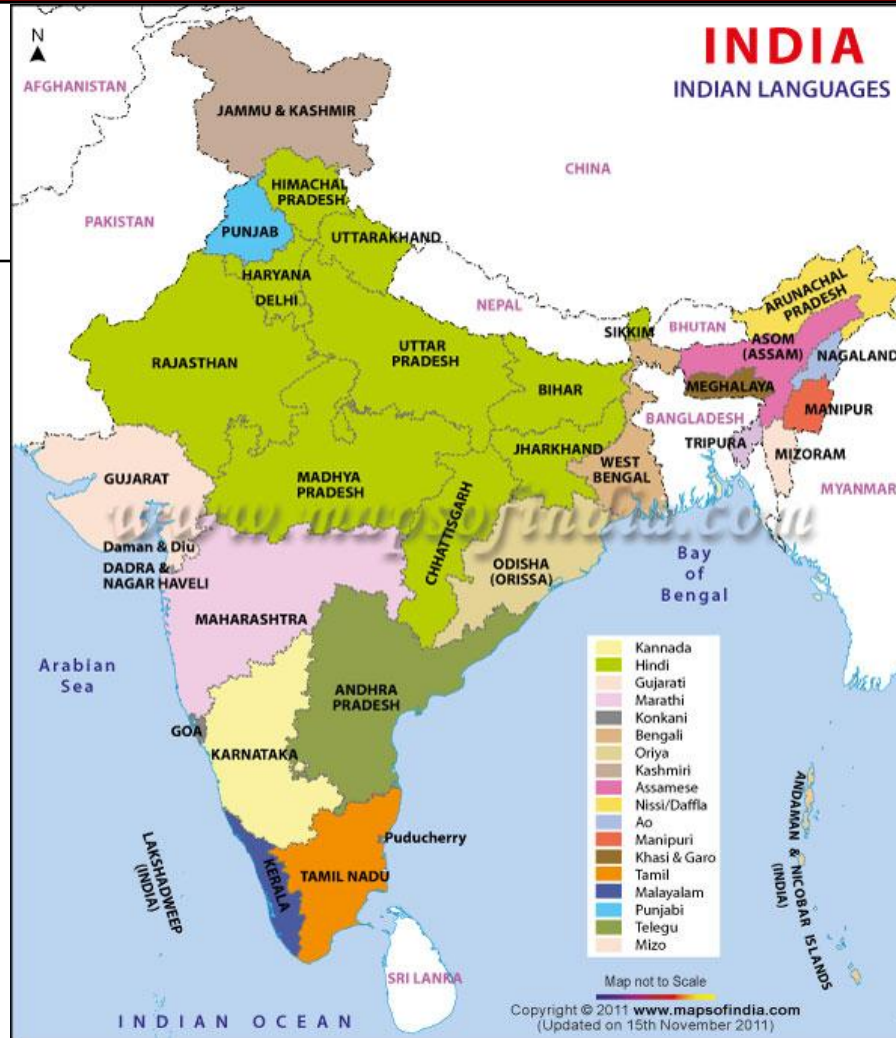 INDIA
INDIAN LANGUAGES
N
AFGHANISTAN
JAMMU & KASHMIR
CHINA
HIMACHAL
PRADESH
PAKISTAN
PUNJAB
UTTARAKHAND
HARYANA
DELHI
NEPAL
ARUNACHAL
PRADESH
SIKKIM
BHUTAN
ASOM
(ASSAM)
NAGALAND
RAJASTHAN
UTTAR
PRADESH
BIHAR
MEGHALAYA
MANIPUR
BANGLADESH
TRIPURA
MIZORAM
JHARKHAND
WEST
BENGAL
GUJARAT
MADHYA
PRADESH
MYANMAR
www.mapsofindia.com
CHHATTISGARH
Daman & Diu
DADRA &
NAGAR HAVELI
ODISHA
(ORISSA)
Bay
of
Bengal
MAHARASHTRA
Arabian
Sea
ANDHRA
PRADESH
GOA
KARNATAKA
Kannada
Hindi
Gujarati
Marathi
Konkani
Bengali
Oriya
Kashmiri
Assamese
Nissi/Daffla
Ao
Manipuri
Khasi & Garo
Tamil
Malayalam
Punjabi
Telegu
Mizo
Puducherry
LAKSHADWEEP
(INDIA)
KERALA
TAMIL NADU
ANDAMAN & NICOBAR ISLANDS
(INDIA)
SRI LANKA
INDIAN OCEAN
Map not to Scale
Copyright © 2011 www.mapsofindia.com
(Updated on 15th November 2011)